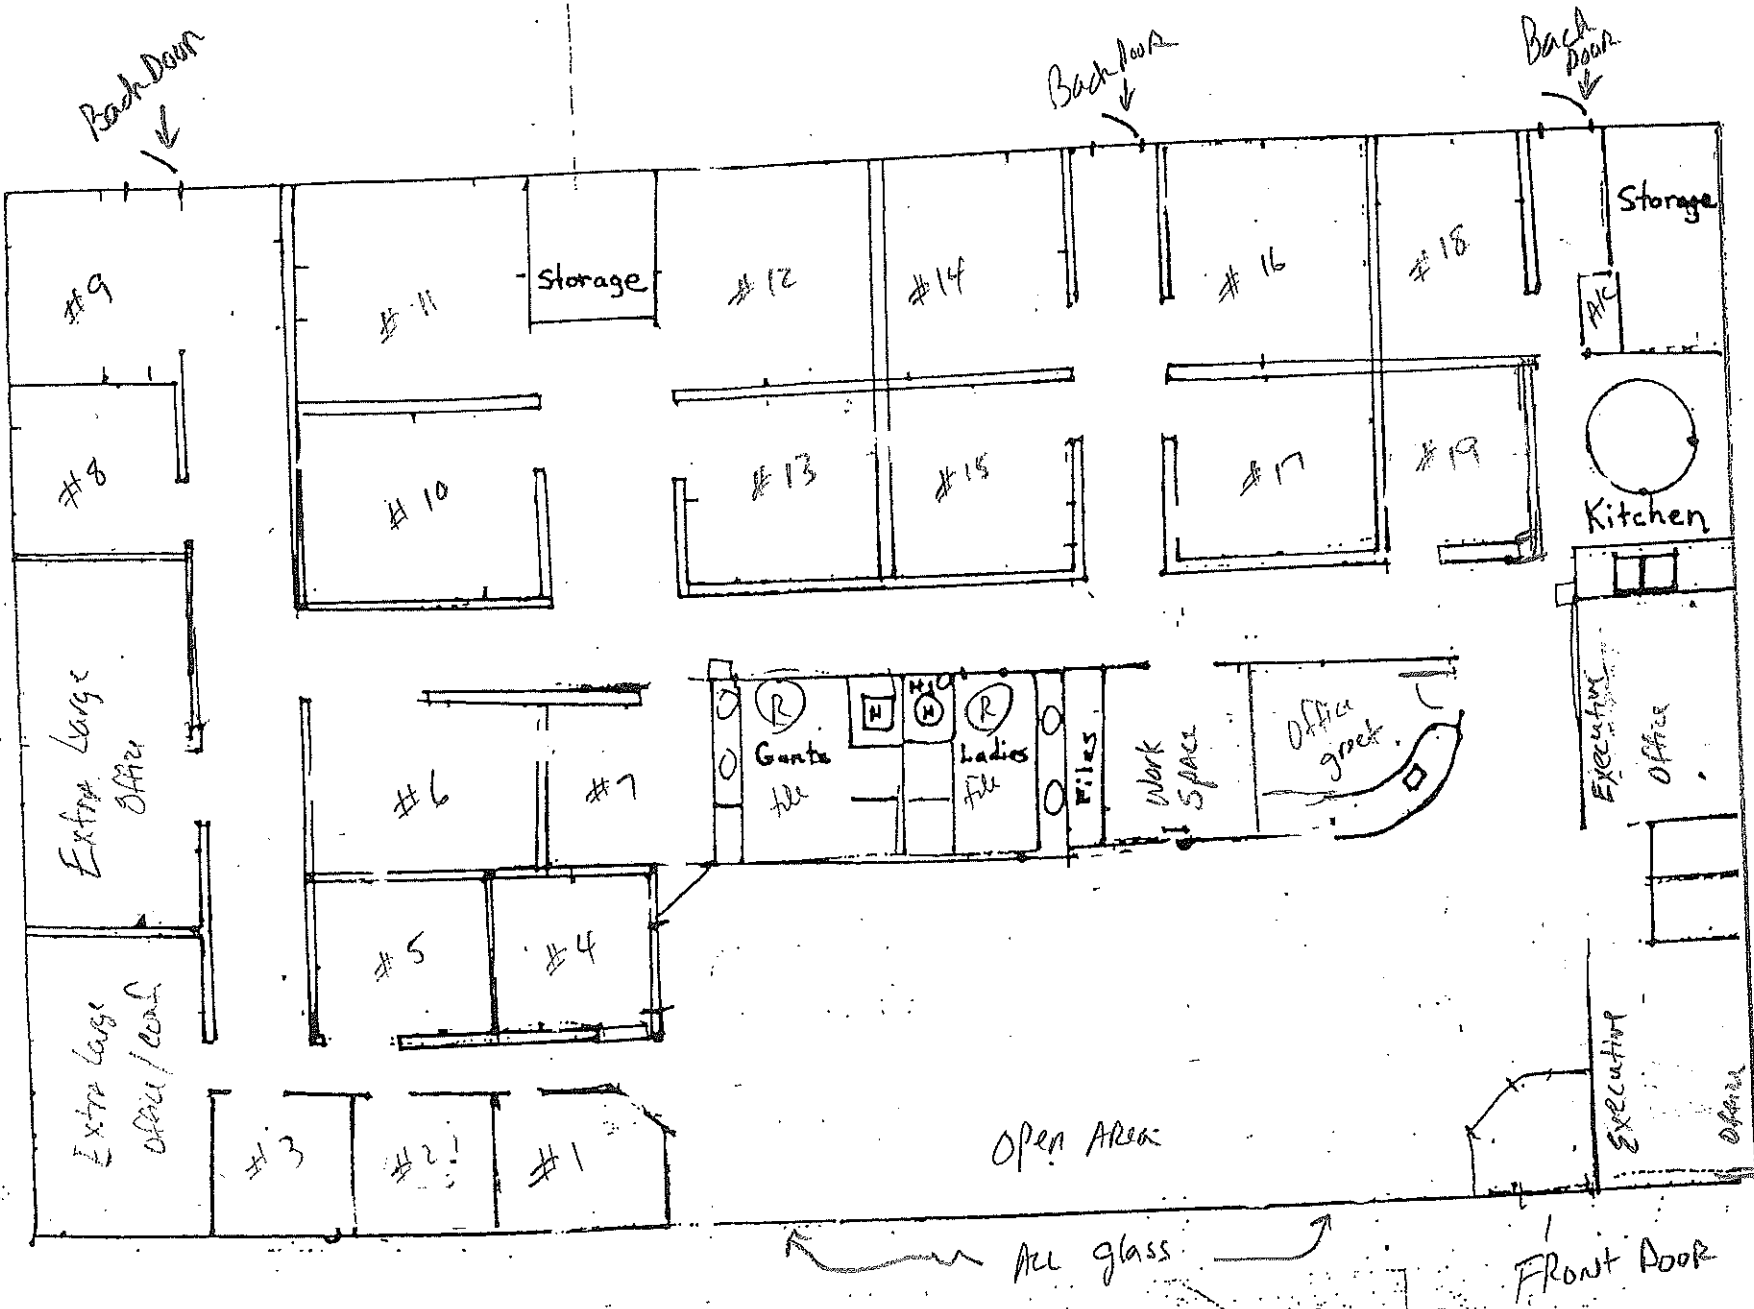 Back Door
Back Door
Back
Door
Storage
#9
#11
Storage
#12
#14
#16
#18
A/C
#8
#10
#13
#15
#17
#19
Kitchen
Extra Large
Office
#6
#7
R
Gents
H
H
R
Ladies
Files
Work
Space
Office
Executive
Office
#5
#4
Extra Large
Office/
#3
#2
#1
Open Area
Executive
Office
All glass
Front Door